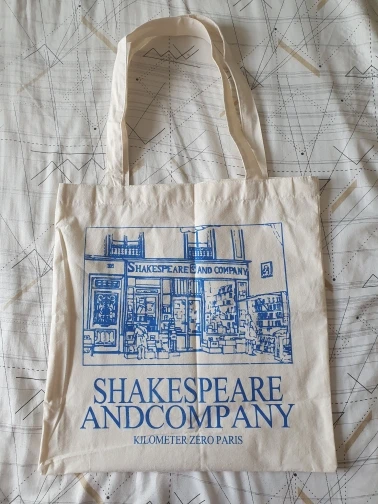 SHAKESPEARE AND COMPANY
SHAKESPEARE
ANDCOMPANY
KILOMETER ZERO PARIS